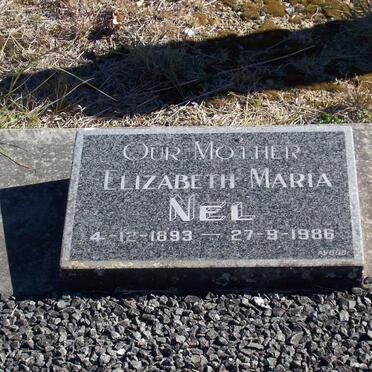 Our Mother
Elizabeth Maria
Nel
4-12-1893 — 27-9-1986